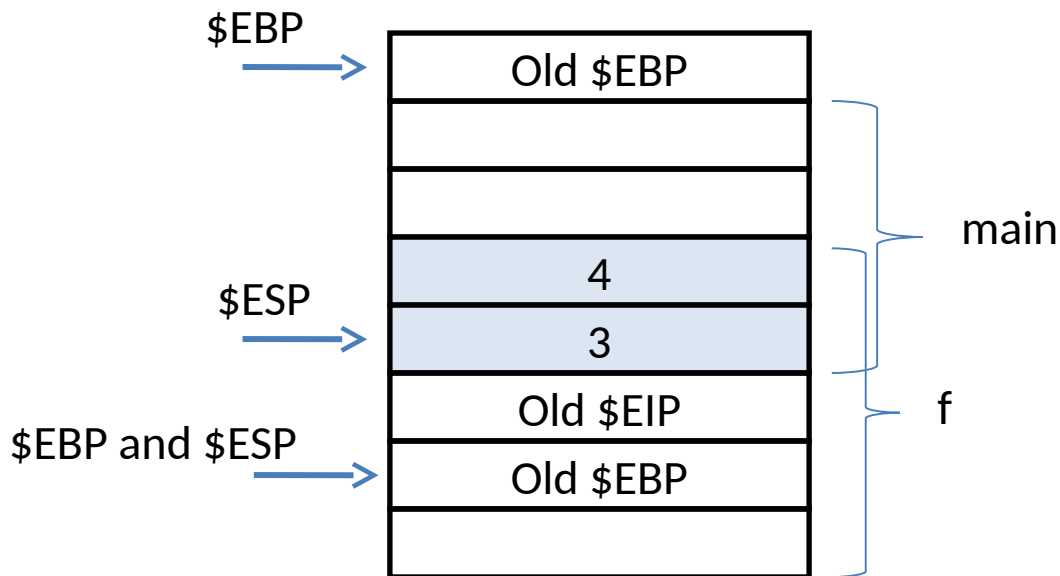 $EBP
Old $EBP
main
4
$ESP
3
Old $EIP
f
$EBP and $ESP
Old $EBP